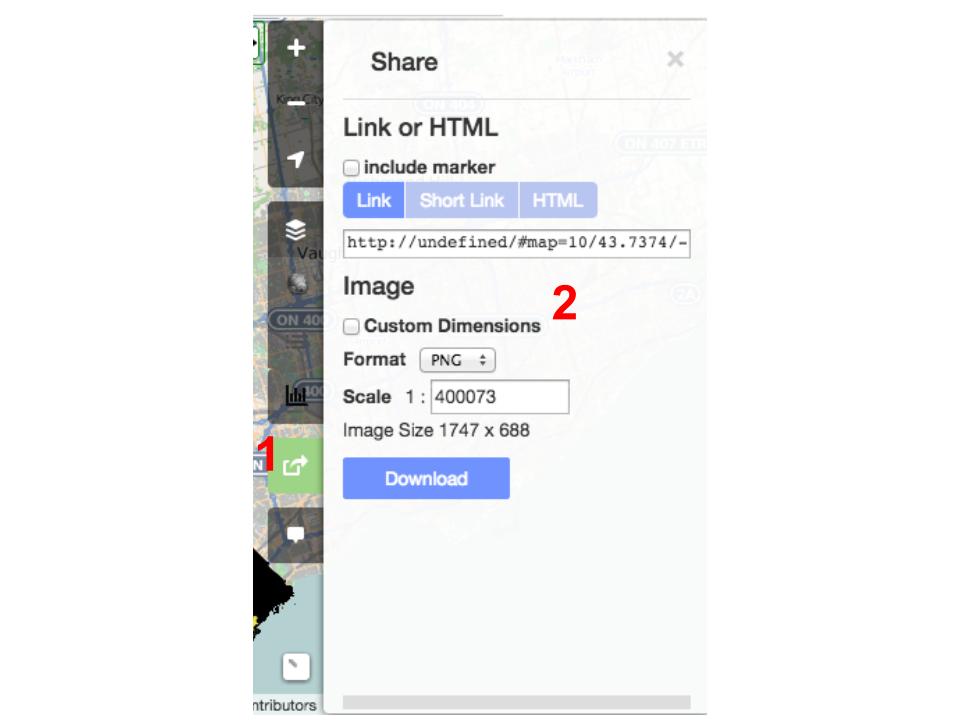 Share
×
King City
ON 404
ON 407 ETR
Link or HTML
include marker
Link Short Link HTML
http://undefined/#map=10/43.7374/-
Image
2
Custom Dimensions
ON 400
Format PNG
400
Scale 1 : 400073
Image Size 1747 x 688
1
Download
ntributors